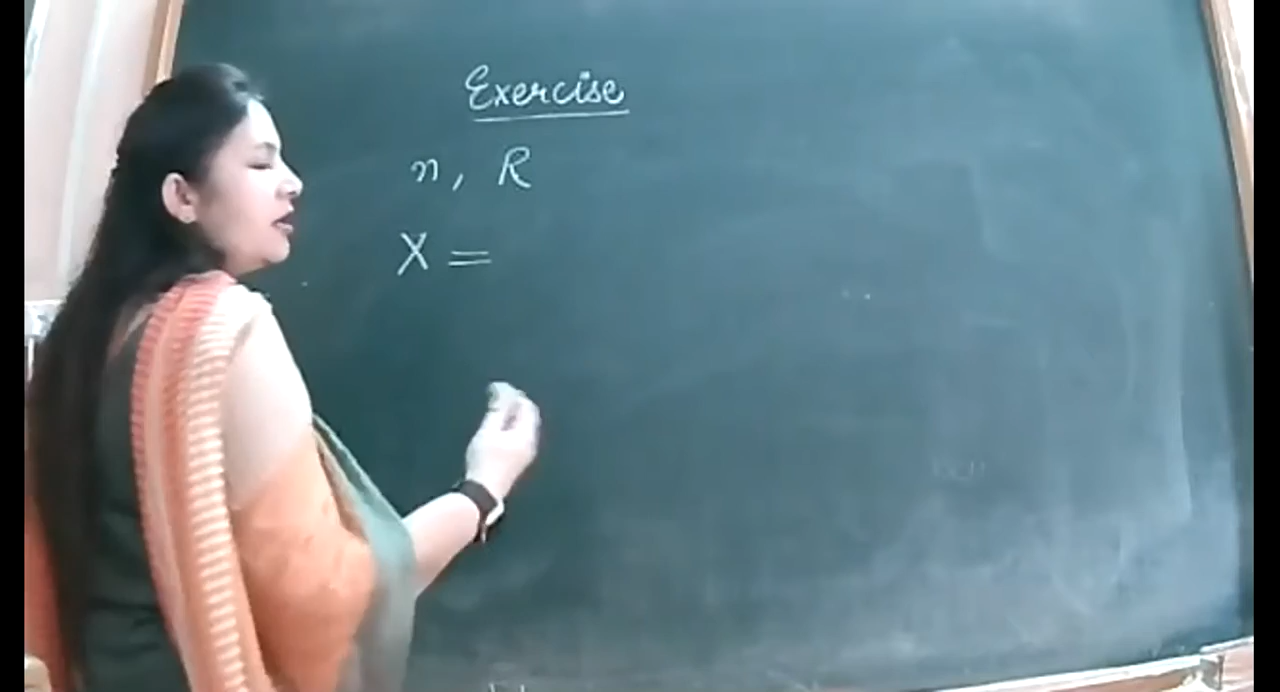 Exercise
n, R
X =